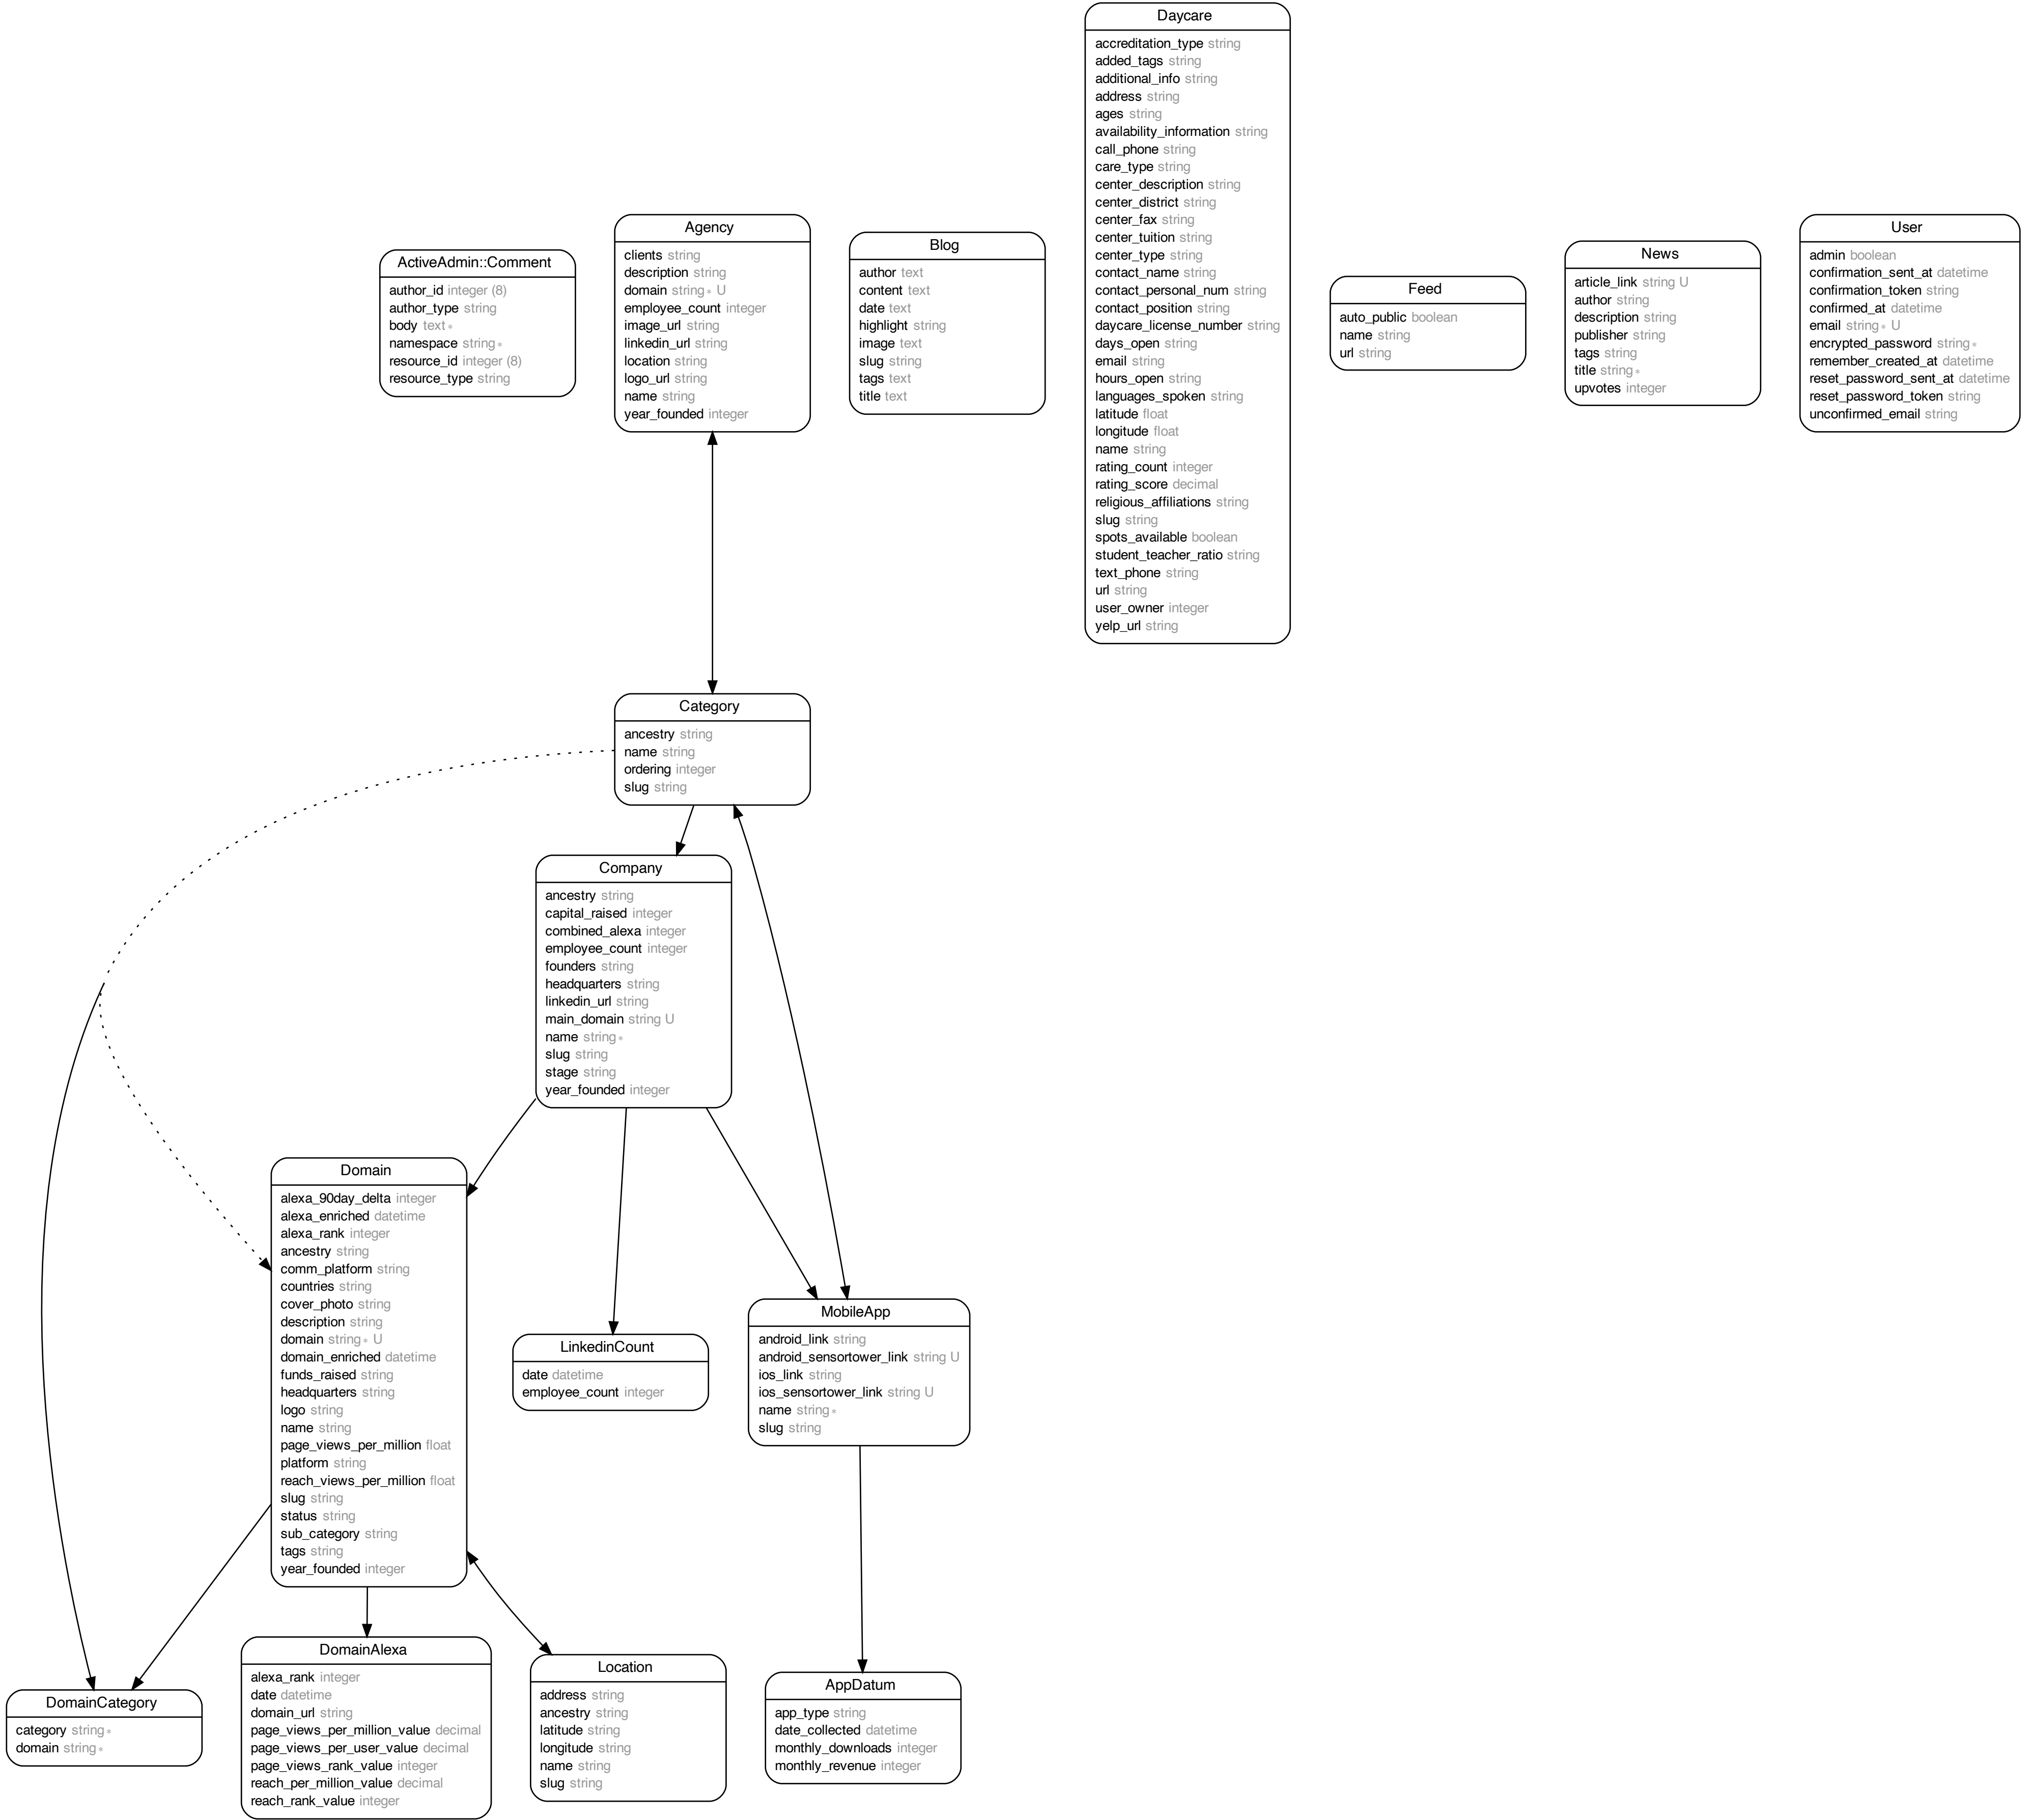 Daycare
accreditation_type string
added_tags string
additional_info string
address string
ages string
availability_information string
call_phone string
care_type string
center_description string
center_district string
center_fax string
center_tuition string
center_type string
contact_name string
contact_personal_num string
contact_position string
daycare_license_number string
days_open string
email string
hours_open string
languages_spoken string
latitude float
longitude float
name string
rating_count integer
rating_score decimal
religious_affiliations string
slug string
spots_available boolean
student_teacher_ratio string
text_phone string
url string
user_owner integer
yelp_url string
ActiveAdmin::Comment
author_id integer (8)
author_type string
body text *
namespace string *
resource_id integer (8)
resource_type string
Agency
clients string
description string
domain string * U
employee_count integer
image_url string
linkedin_url string
location string
logo_url string
name string
year_founded integer
Blog
author text
content text
date text
highlight string
image text
slug string
tags text
title text
Feed
auto_public boolean
name string
url string
News
article_link string U
author string
description string
publisher string
tags string
title string *
upvotes integer
User
admin boolean
confirmation_sent_at datetime
confirmation_token string
confirmed_at datetime
email string * U
encrypted_password string *
remember_created_at datetime
reset_password_sent_at datetime
reset_password_token string
unconfirmed_email string
Category
ancestry string
name string
ordering integer
slug string
Company
ancestry string
capital_raised integer
combined_alexa integer
employee_count integer
founders string
headquarters string
linkedin_url string
main_domain string U
name string *
slug string
stage string
year_founded integer
Domain
alexa_90day_delta integer
alexa_enriched datetime
alexa_rank integer
ancestry string
comm_platform string
countries string
cover_photo string
description string
domain string * U
domain_enriched datetime
funds_raised string
headquarters string
logo string
name string
page_views_per_million float
platform string
reach_views_per_million float
slug string
status string
sub_category string
tags string
year_founded integer
LinkedinCount
date datetime
employee_count integer
MobileApp
android_link string
android_sensortower_link string U
ios_link string
ios_sensortower_link string U
name string *
slug string
DomainCategory
category string *
domain string *
DomainAlexa
alexa_rank integer
date datetime
domain_url string
page_views_per_million_value decimal
page_views_per_user_value decimal
page_views_rank_value integer
reach_per_million_value decimal
reach_rank_value integer
Location
address string
ancestry string
latitude string
longitude string
name string
slug string
AppDatum
app_type string
date_collected datetime
monthly_downloads integer
monthly_revenue integer